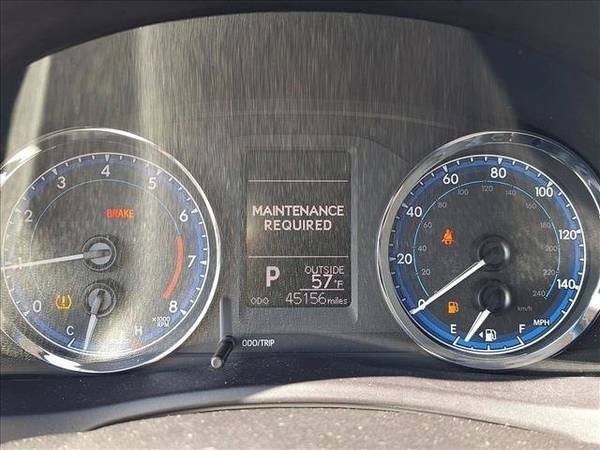 0 1 2 3 4 5 6 7 8
BRAKE
C H
x1000
RPM
MAINTENANCE
REQUIRED
P OUTSIDE
57°F
ODO 45156 miles
ODO/TRIP
0 20 40 60 80 100 120 140
MPH
km/h
E F